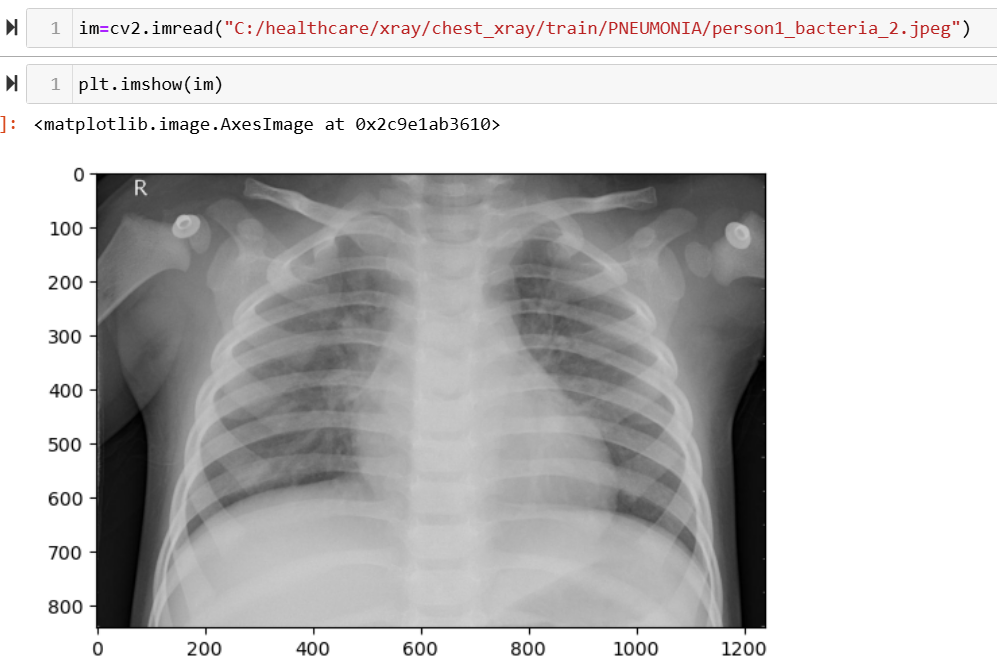 1 im=cv2.imread("C:/healthcare/xray/chest_xray/train/PNEUMONIA/person1_bacteria_2.jpeg")
1 plt.imshow(im)
]: <matplotlib.image.AxesImage at 0x2c9e1ab3610>
0
R
100
200
300
400
500
600
700
800
0 200 400 600 800 1000 1200